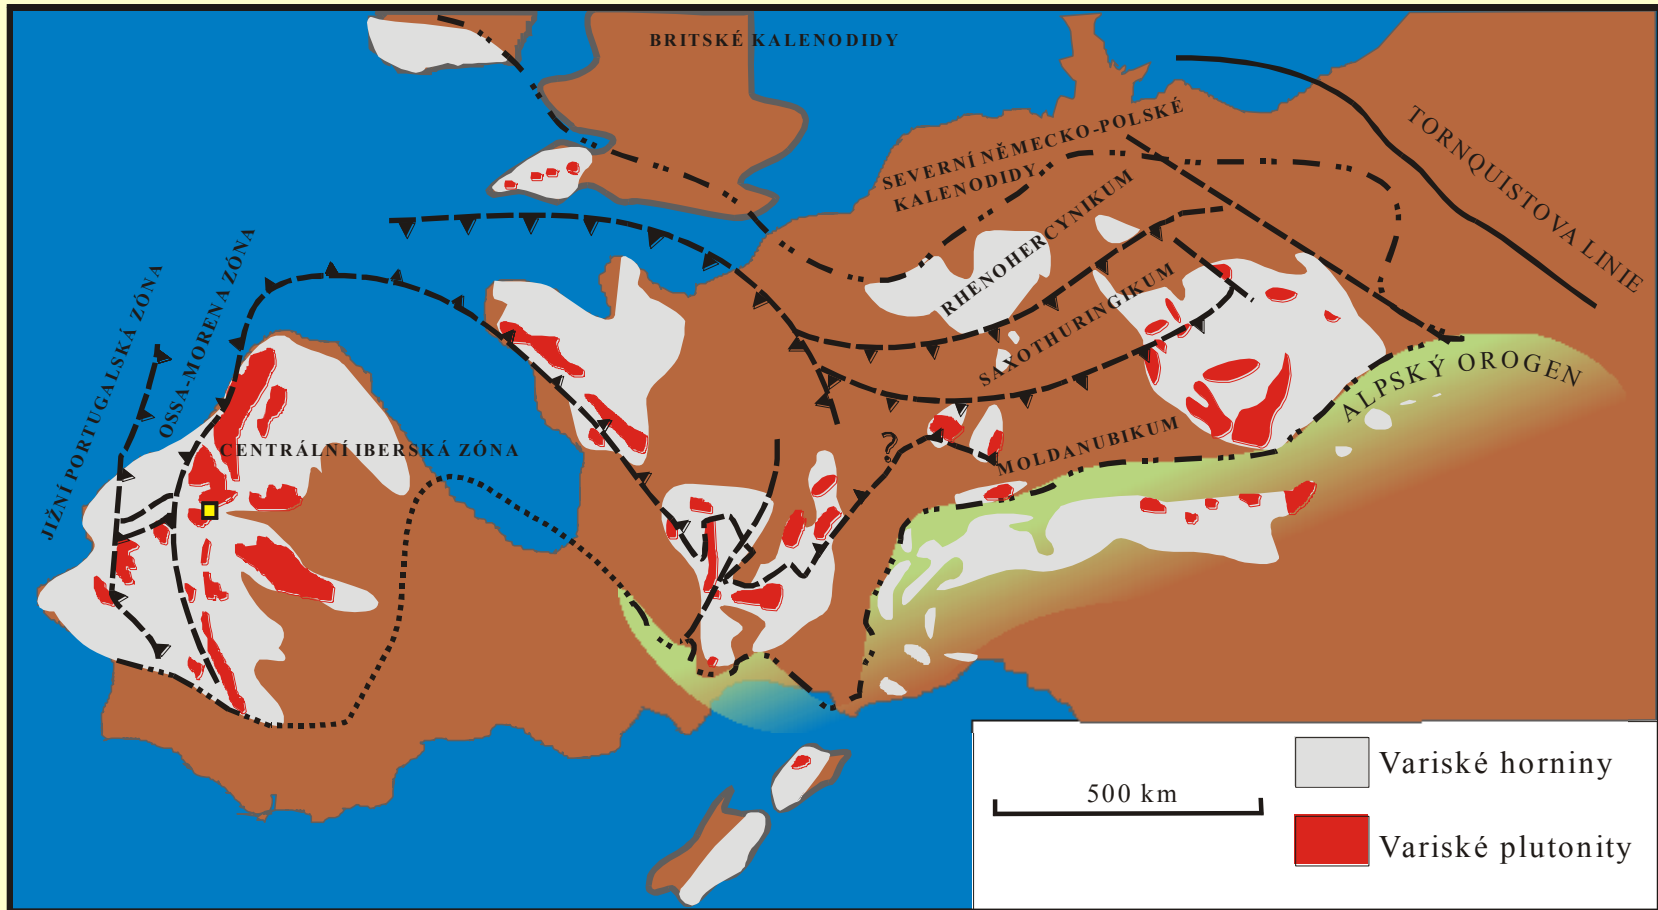 BRITSKÉ KALENODIDY
SEVERNÍ NĚMECKO-POLSKÉ
KALENODIDY
TORNQUISTOVA LINIE
RHENOHERCYNIKUM
SAXOTHURINGIKUM
MOLDANUBIKUM
ALPSKÝ OROGEN
JIŽNÍ PORTUGALSKÁ ZÓNA
OSSA-MORENA ZÓNA
CENTRÁLNÍ IBERSKÁ ZÓNA
?
500 km
Variské horniny
Variské plutonity